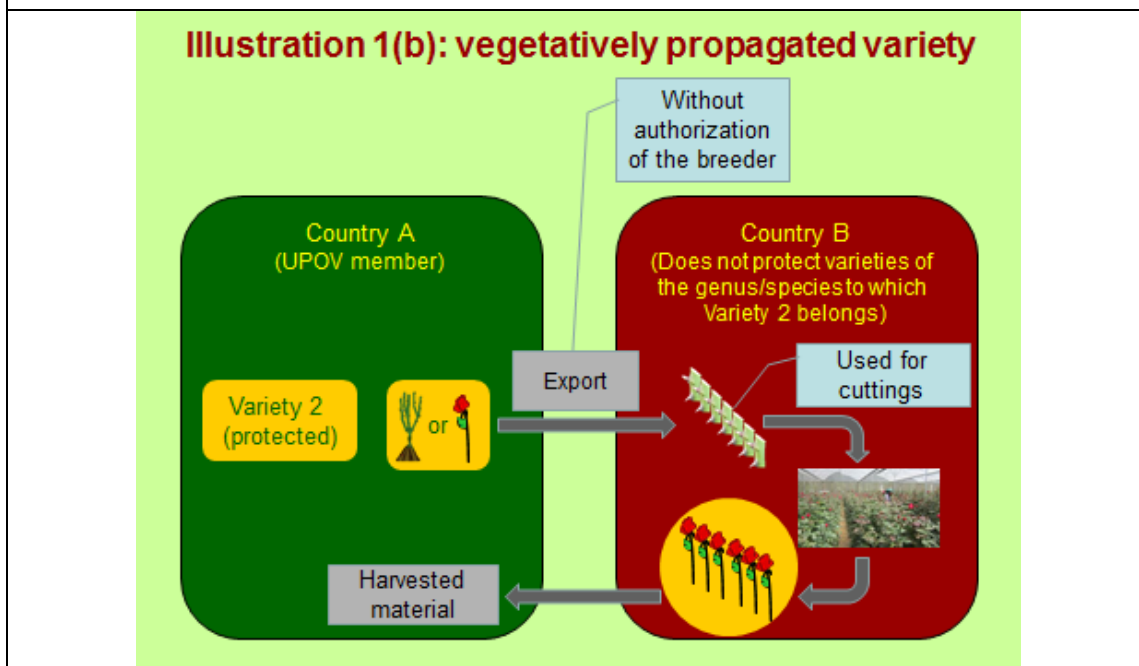 Illustration 1(b): vegetatively propagated variety
Without
authorization
of the breeder
Country A
(UPOV member)
Country B
(Does not protect varieties of
the genus/species to which
Variety 2 belongs)
Variety 2
(protected)
or
Export
Used for
cuttings
Harvested
material